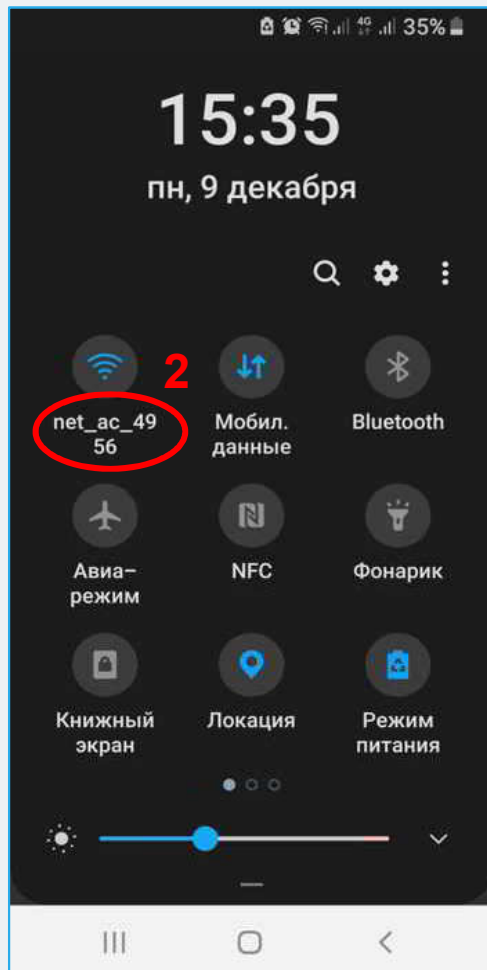 4G 35%
15:35
пн, 9 декабря
2
net_ac_49
56
Мобил.
данные
Bluetooth
Авиа-
режим
NFC
Фонарик
Книжный
экран
Локация
Режим
питания